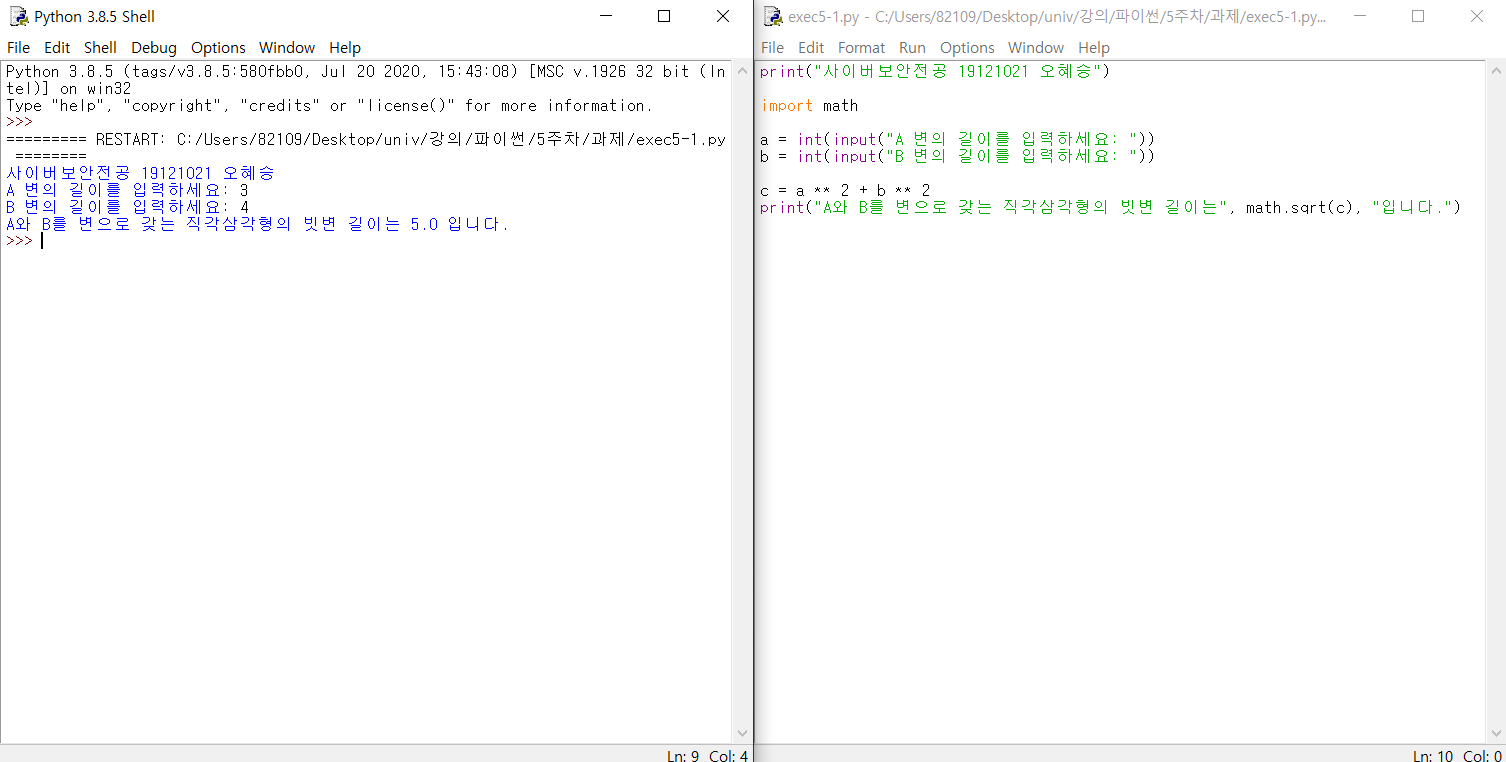 Python 3.8.5 Shell
File Edit Shell Debug Options Window Help
Python 3.8.5 (tags/v3.8.5:580fbb0, Jul 20 2020, 15:43:08) [MSC v.1926 32 bit (In
tel)] on win32
Type "help", "copyright", "credits" or "license()" for more information.
>>>
========= RESTART: C:/Users/82109/Desktop/univ/강의/파이썬/5주차/과제/exec5-1.py
========
사이버보안전공 19121021 오혜승
A 변의 길이를 입력하세요: 3
B 변의 길이를 입력하세요: 4
A와 B를 변으로 갖는 직각삼각형의 빗변 길이는 5.0 입니다.
>>>
Ln: 9 Col: 4
exec5-1.py - C:/Users/82109/Desktop/univ/강의/파이썬/5주차/과제/exec5-1.py...
File Edit Format Run Options Window Help
print("사이버보안전공 19121021 오혜승")
import math
a = int(input("A 변의 길이를 입력하세요: "))
b = int(input("B 변의 길이를 입력하세요: "))
c = a ** 2 + b ** 2
print("A와 B를 변으로 갖는 직각삼각형의 빗변 길이는", math.sqrt(c), "입니다.")
Ln: 10 Col: 0